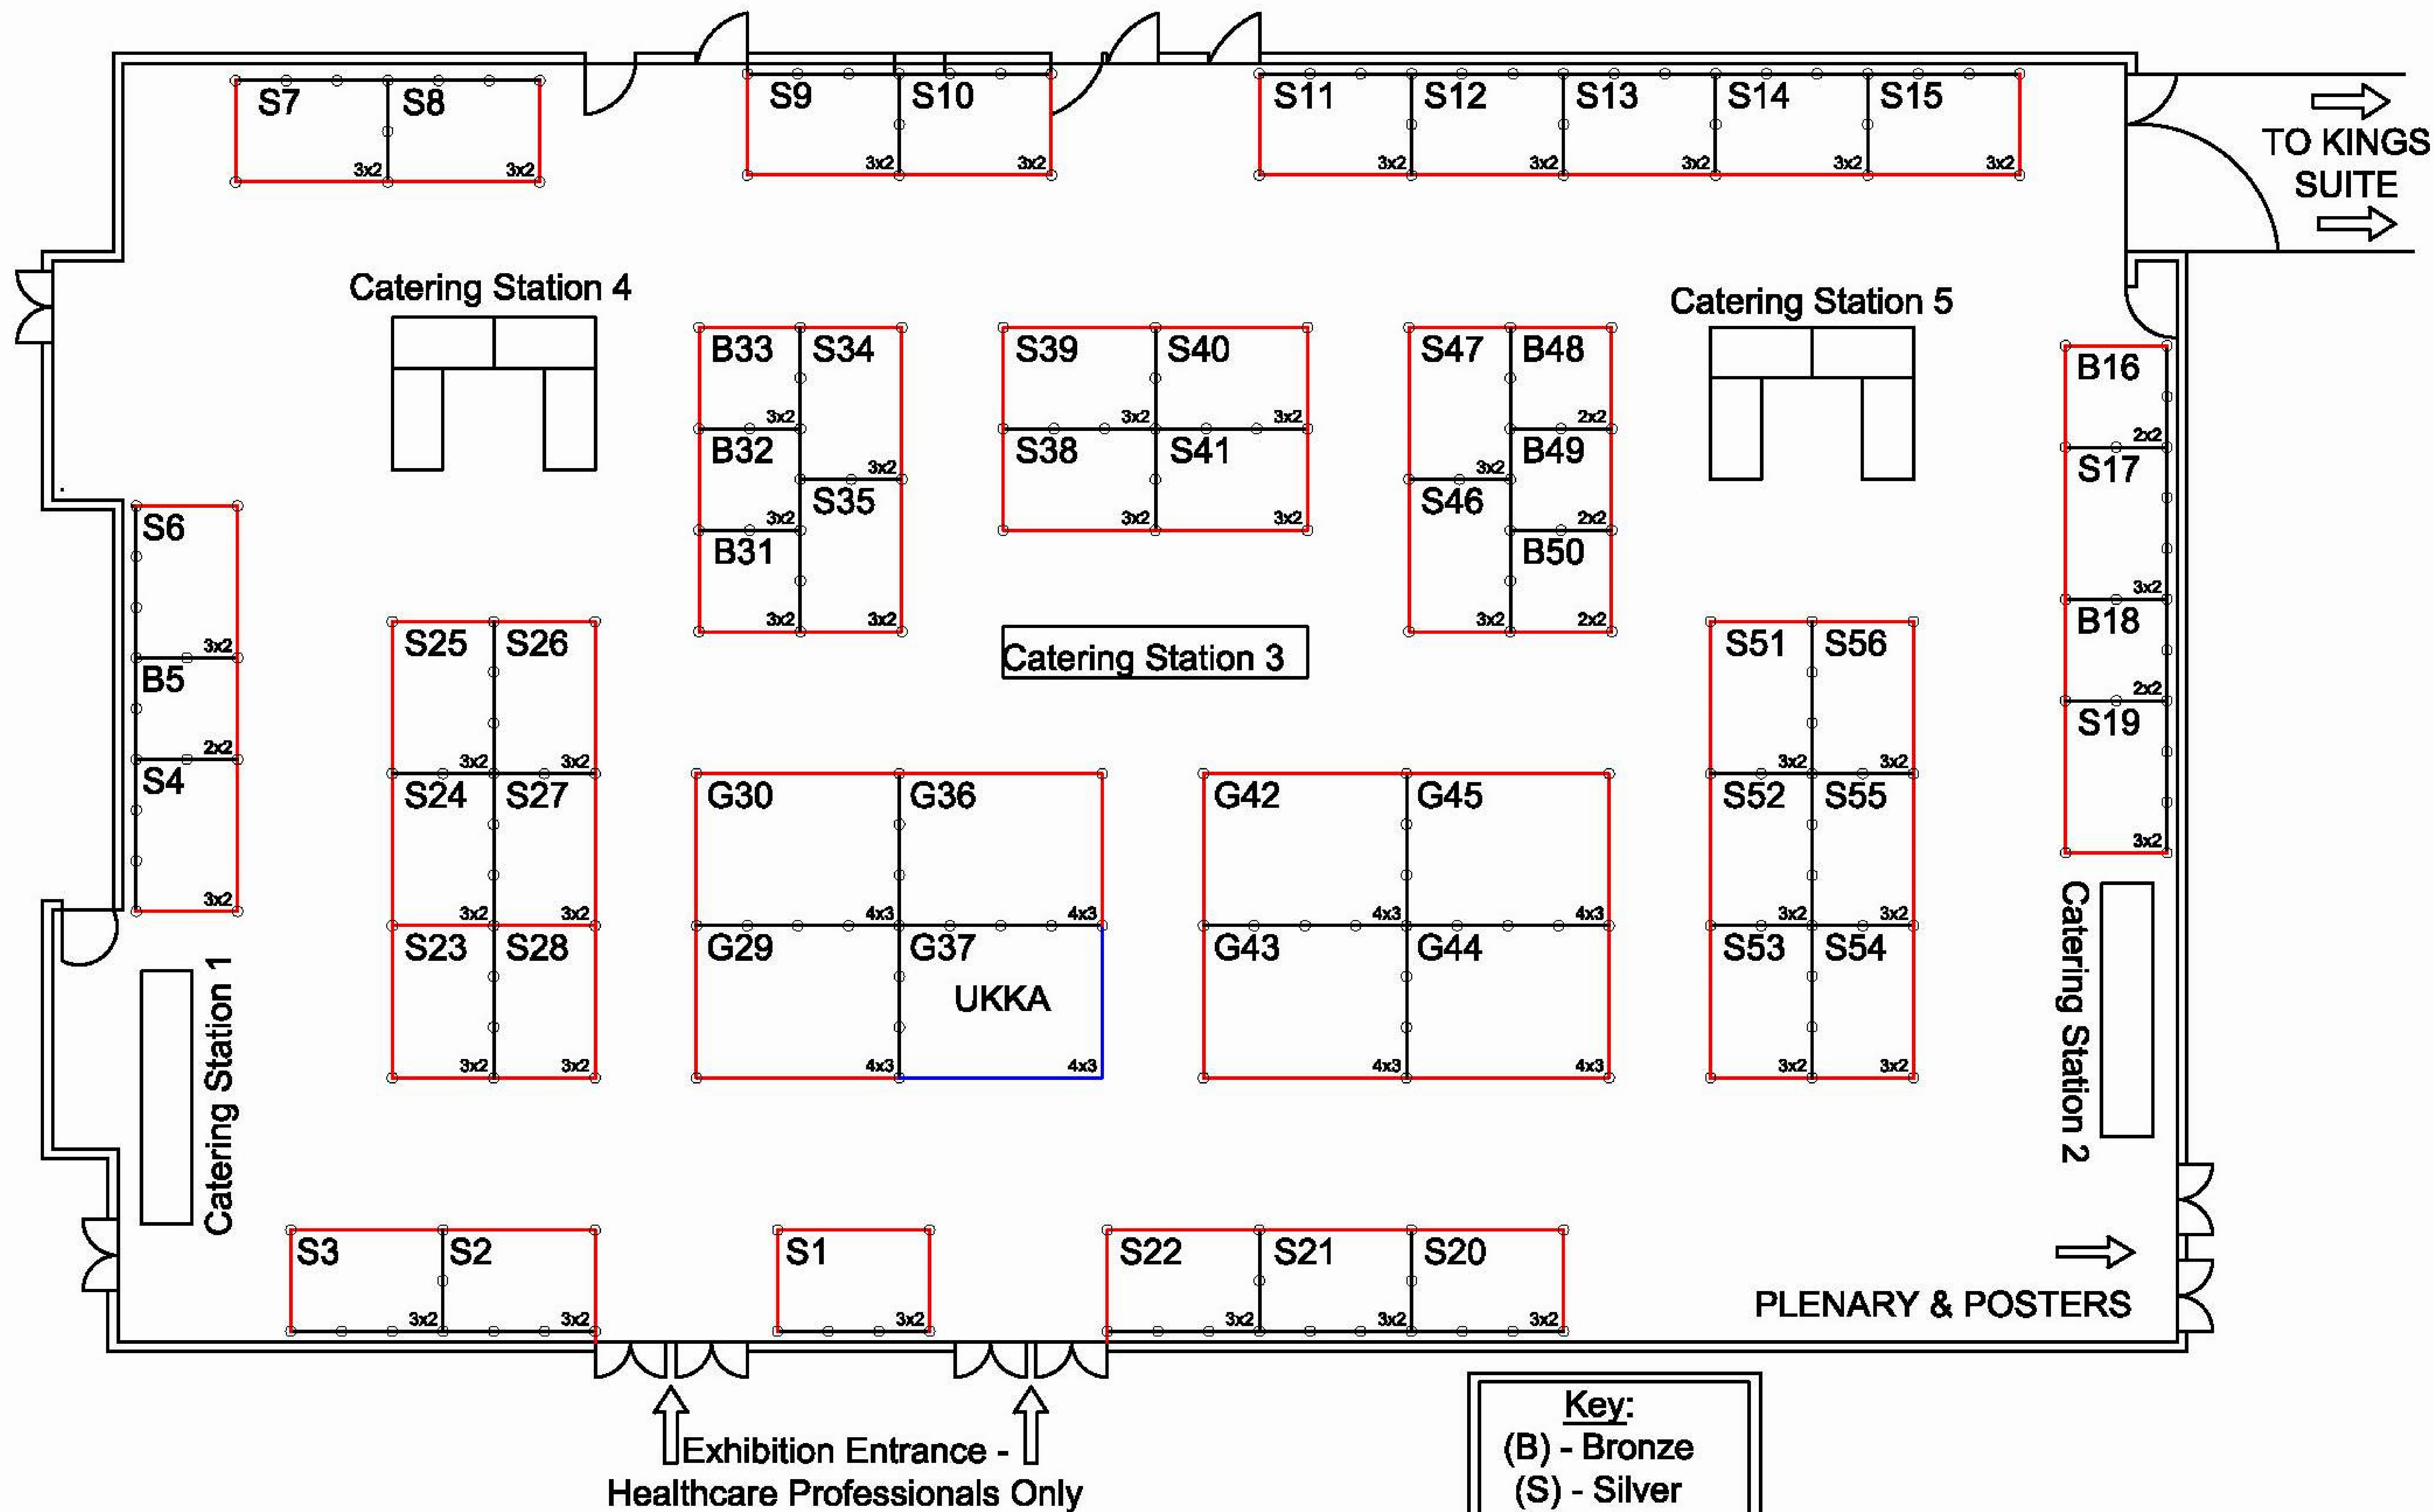 S7 S8 S9 S10 S11 S12 S13 S14 S15
3x2 3x2 3x2 3x2 3x2 3x2 3x2 3x2 3x2
TO KINGS
SUITE
Catering Station 4
Catering Station 5
B33 S34 S39 S40 S47 B48
B16
3x2 3x2 3x2 2x2
2x2
B32 S38 S41 B49
S17
3x2 3x2
S35 S46
3x2 3x2 3x2 2x2
B31 B50
S6
3x2
B18
3x2 3x2 3x2 2x2
S25 S26
Catering Station 3
S51 S56
3x2
B5
2x2
S19
2x2
S4
3x2 3x2 3x2 3x2
S24 S27 G30 G36 G42 G45 S52 S55
3x2
3x2
3x2 3x2 4x3 4x3 4x3 4x3 3x2 3x2
S23 S28 G29 G37 G43 G44 S53 S54
UKKA
3x2 3x2 4x3 4x3 4x3 4x3 3x2 3x2
Catering Station 1
Catering Station 2
S3 S2 S1 S22 S21 S20
3x2 3x2 3x2 3x2 3x2 3x2
PLENARY & POSTERS
Exhibition Entrance -
Healthcare Professionals Only
Key:
(B) - Bronze
(S) - Silver